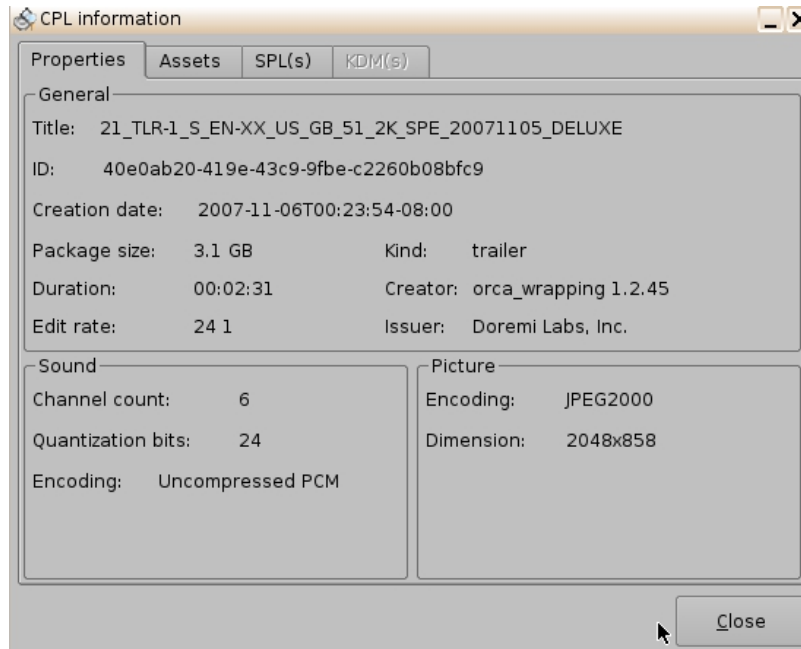 CPL information
Properties Assets SPL(s) KDM(s)
General
Title: 21_TLR-1_S_EN-XX_US_GB_51_2K_SPE_20071105_DELUXE
ID: 40e0ab20-419e-43c9-9fbe-c2260b08bfc9
Creation date: 2007-11-06T00:23:54-08:00
Package size: 3.1 GB Kind: trailer
Duration: 00:02:31 Creator: orca_wrapping 1.2.45
Edit rate: 24 1 Issuer: Doremi Labs, Inc.
Sound
Channel count: 6
Quantization bits: 24
Encoding: Uncompressed PCM
Picture
Encoding: JPEG2000
Dimension: 2048x858
Close